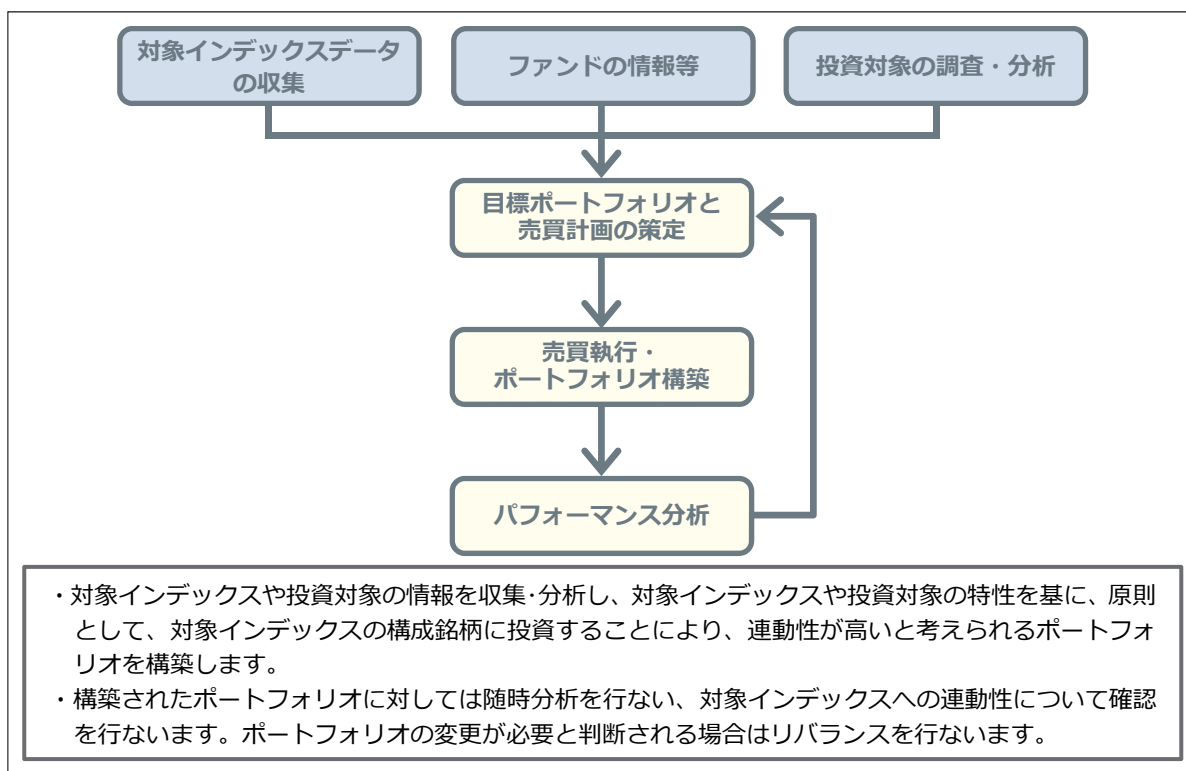 対象インデックスデータ
の収集
ファンドの情報等
投資対象の調査・分析
目標ポートフォリオと
売買計画の策定
売買執行・
ポートフォリオ構築
パフォーマンス分析
・対象インデックスや投資対象の情報を収集･分析し、対象インデックスや投資対象の特性を基に、原則
として、対象インデックスの構成銘柄に投資することにより、連動性が高いと考えられるポートフォ
リオを構築します。
・構築されたポートフォリオに対しては随時分析を行ない、対象インデックスへの連動性について確認
を行ないます。ポートフォリオの変更が必要と判断される場合はリバランスを行ないます。